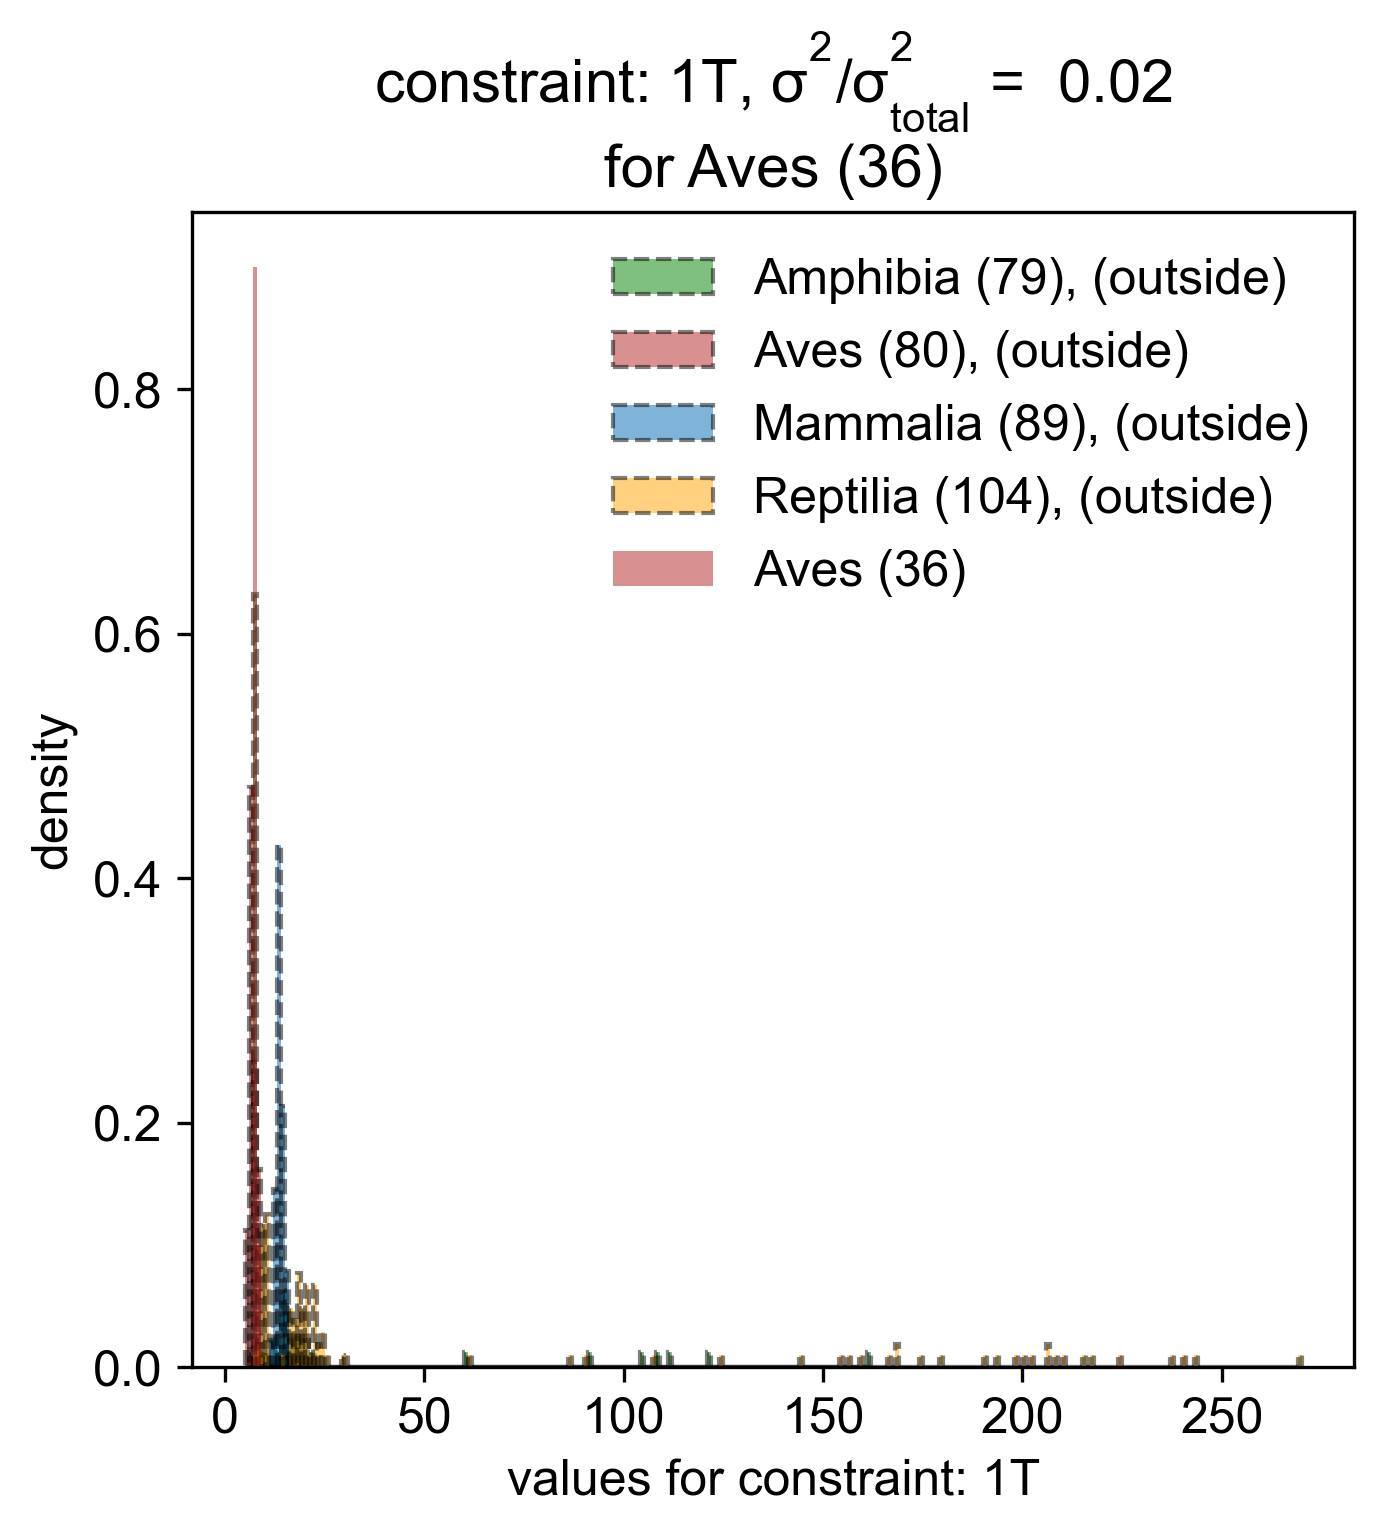 constraint: 1T, σ²/σ²total = 0.02
for Aves (36)
Amphibia (79), (outside)
Aves (80), (outside)
Mammalia (89), (outside)
Reptilia (104), (outside)
Aves (36)
density
0.8
0.6
0.4
0.2
0.0
0 50 100 150 200 250
values for constraint: 1T